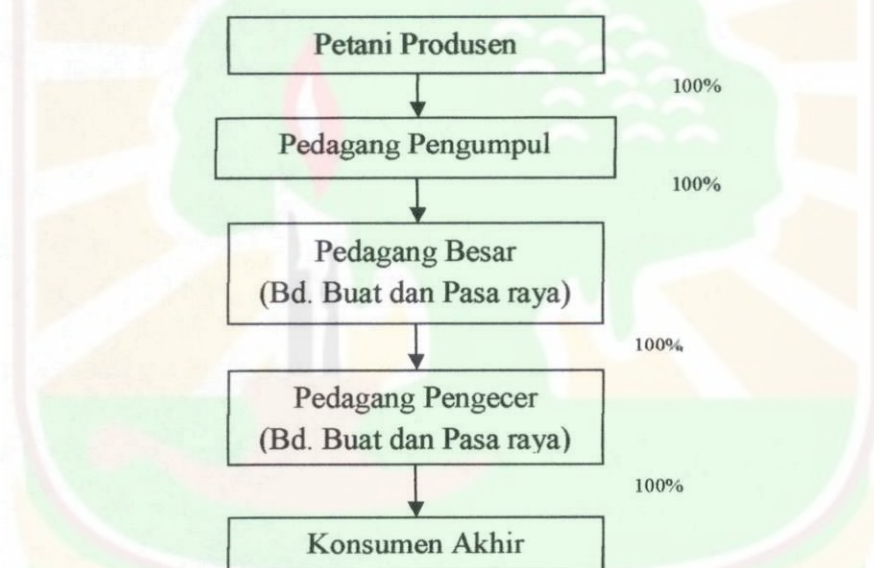 Petani Produsen
100%
Pedagang Pengumpul
100%
Pedagang Besar
(Bd. Buat dan Pasa raya)
100%
Pedagang Pengecer
(Bd. Buat dan Pasa raya)
100%
Konsumen Akhir